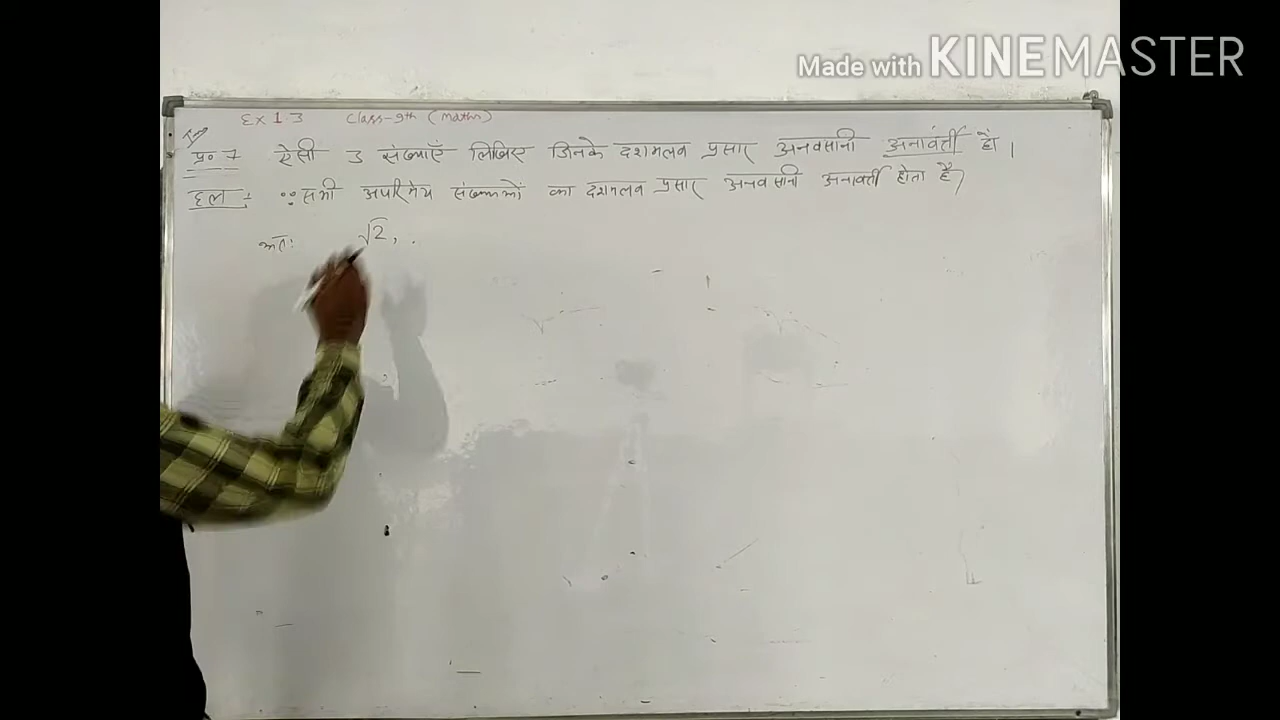 Made with KINEMASTER
Ex 1.3 Class-9th (Maths)
प्र० 7 ऐसी 3 संख्याएँ लिखिए जिनके दशमलव प्रसार अनवसानी अनावर्ती हों ।
हल :- ∵ सभी अपरिमेय संख्याओं का दशमलव प्रसार अनवसानी अनावर्ती होता है,
अतः √2, .